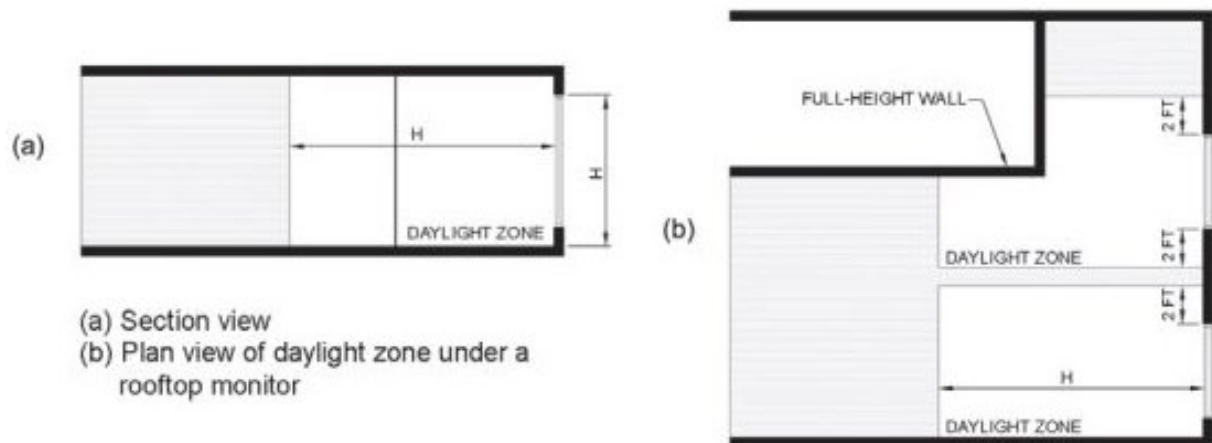 (a)
H
H
DAYLIGHT ZONE
(a) Section view
(b) Plan view of daylight zone under a
rooftop monitor
(b)
FULL-HEIGHT WALL
2 FT
2 FT
DAYLIGHT ZONE
2 FT
H
DAYLIGHT ZONE